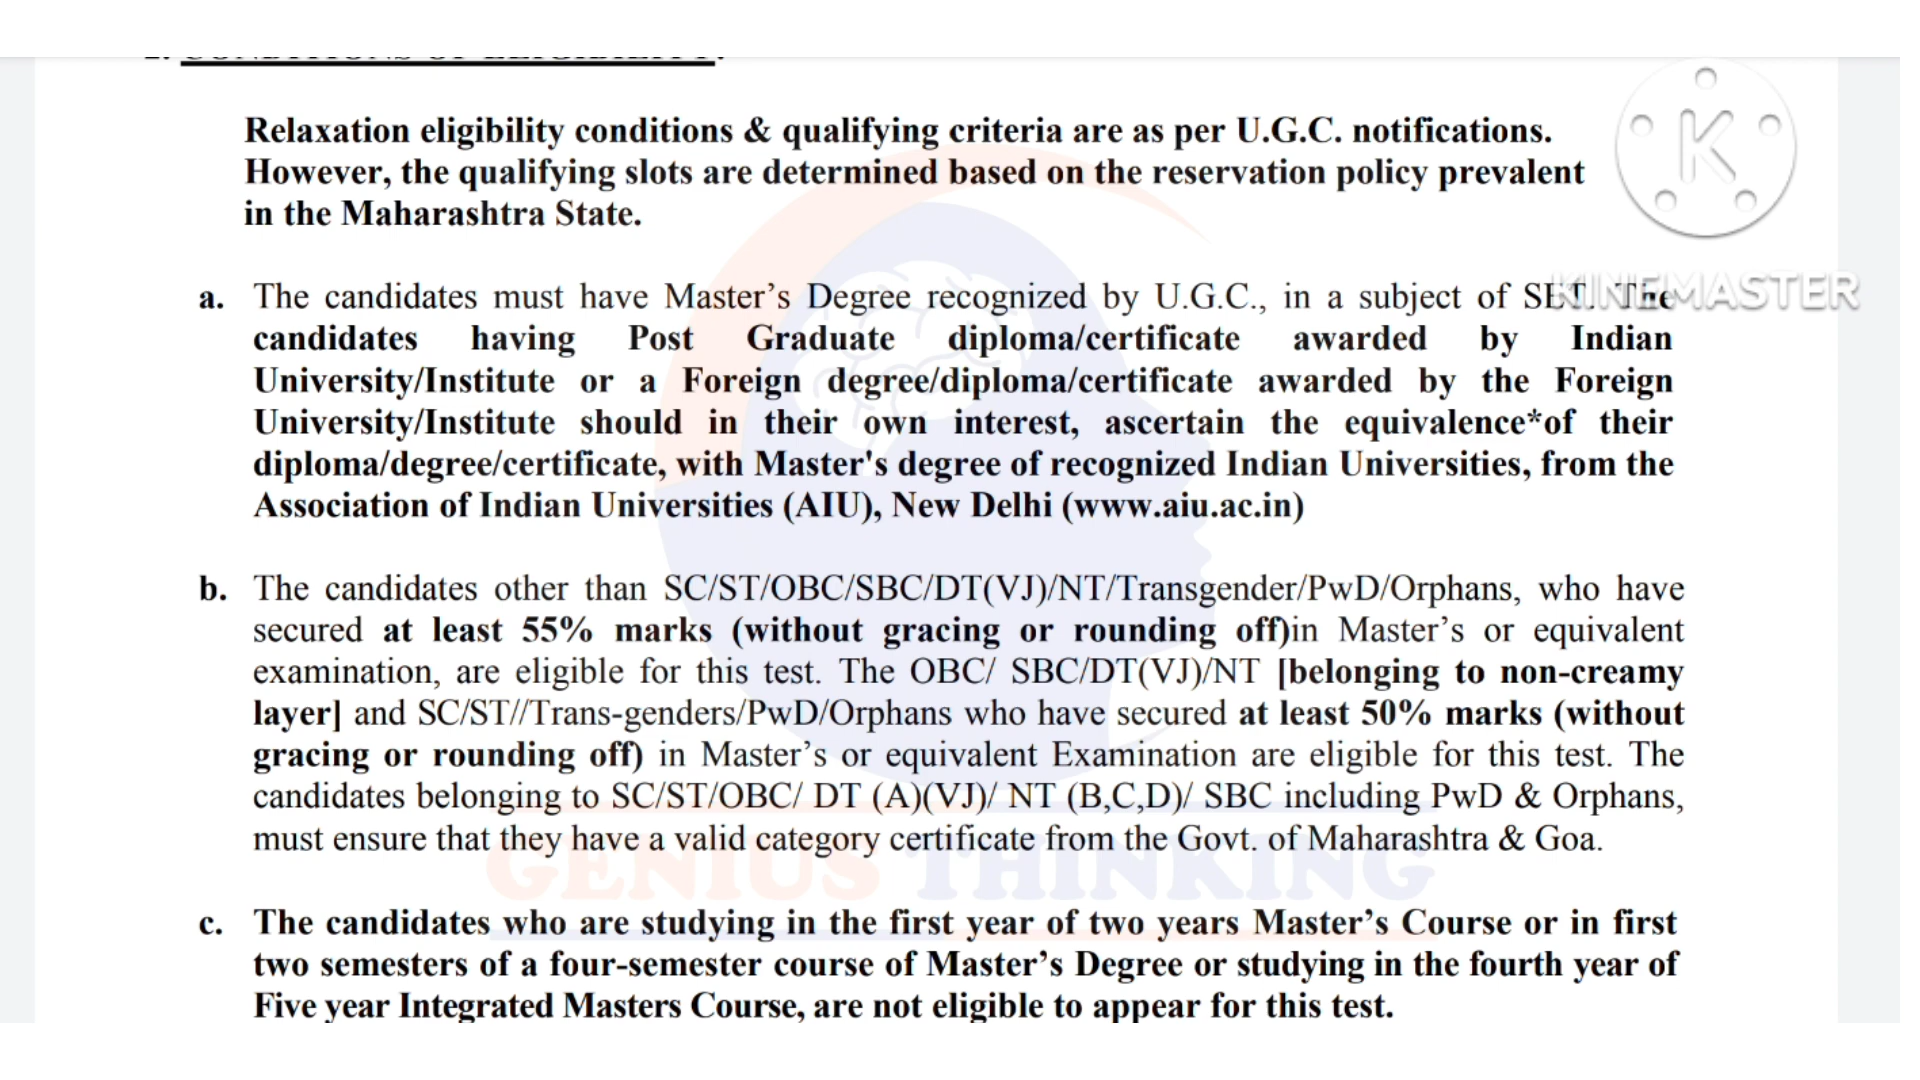 Relaxation eligibility conditions & qualifying criteria are as per U.G.C. notifications.
However, the qualifying slots are determined based on the reservation policy prevalent
in the Maharashtra State.
a. The candidates must have Master’s Degree recognized by U.G.C., in a subject of SET. The
candidates having Post Graduate diploma/certificate awarded by Indian
University/Institute or a Foreign degree/diploma/certificate awarded by the Foreign
University/Institute should in their own interest, ascertain the equivalence*of their
diploma/degree/certificate, with Master's degree of recognized Indian Universities, from the
Association of Indian Universities (AIU), New Delhi (www.aiu.ac.in)
b. The candidates other than SC/ST/OBC/SBC/DT(VJ)/NT/Transgender/PwD/Orphans, who have
secured at least 55% marks (without gracing or rounding off)in Master’s or equivalent
examination, are eligible for this test. The OBC/ SBC/DT(VJ)/NT [belonging to non-creamy
layer] and SC/ST//Trans-genders/PwD/Orphans who have secured at least 50% marks (without
gracing or rounding off) in Master’s or equivalent Examination are eligible for this test. The
candidates belonging to SC/ST/OBC/ DT (A)(VJ)/ NT (B,C,D)/ SBC including PwD & Orphans,
must ensure that they have a valid category certificate from the Govt. of Maharashtra & Goa.
c. The candidates who are studying in the first year of two years Master’s Course or in first
two semesters of a four-semester course of Master’s Degree or studying in the fourth year of
Five year Integrated Masters Course, are not eligible to appear for this test.
K
KINEMASTER
GENIUS THINKING